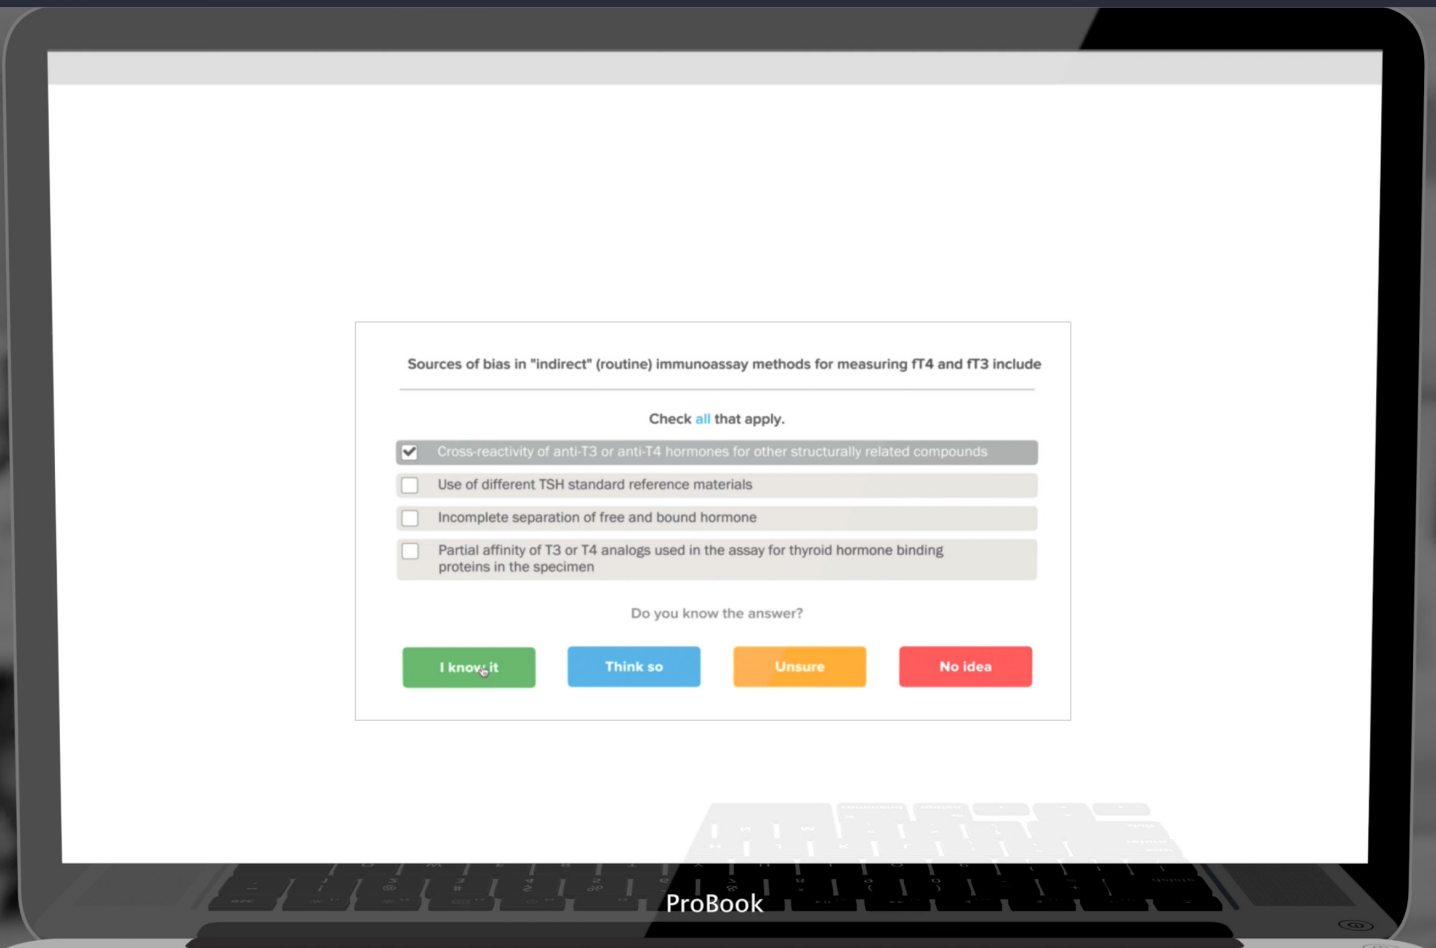 Sources of bias in "indirect" (routine) immunoassay methods for measuring fT4 and fT3 include
Check all that apply.
Cross-reactivity of anti-T3 or anti-T4 hormones for other structurally related compounds
Use of different TSH standard reference materials
Incomplete separation of free and bound hormone
Partial affinity of T3 or T4 analogs used in the assay for thyroid hormone binding
proteins in the specimen
Do you know the answer?
I know it
Think so
Unsure
No idea
ProBook